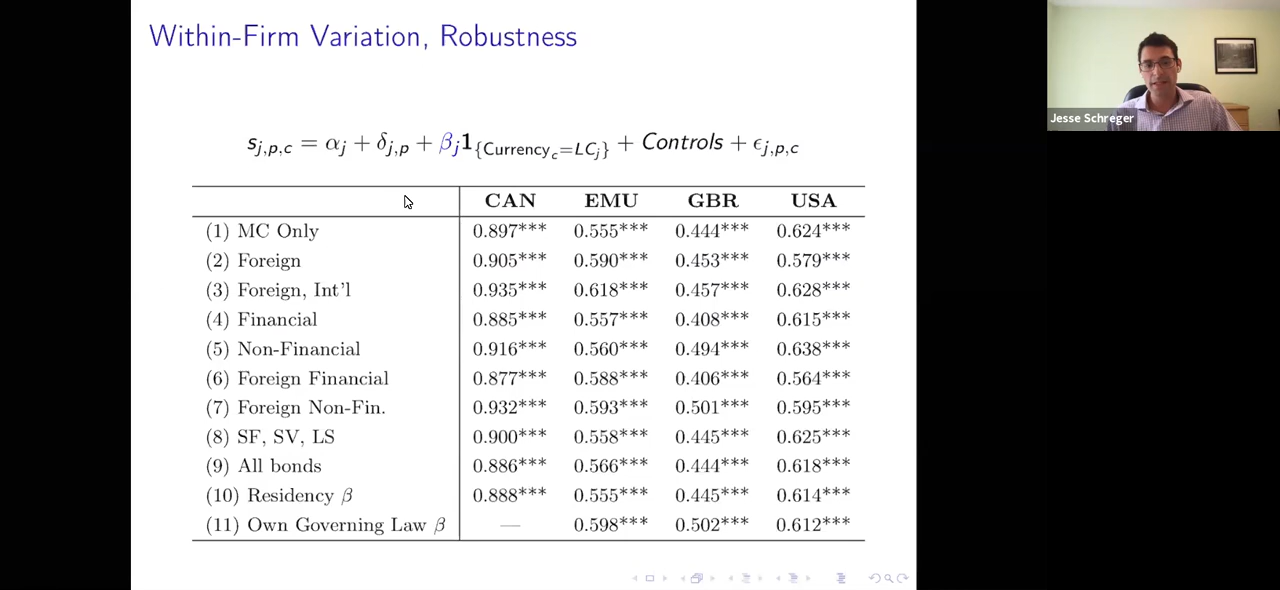 Within-Firm Variation, Robustness
Jesse Schreger
s_{j,p,c} = α_j + δ_{j,p} + β_j 1_{{Currency_c=LC_j}} + Controls + ϵ_{j,p,c}
CAN EMU GBR USA
(1) MC Only 0.897*** 0.555*** 0.444*** 0.624***
(2) Foreign 0.905*** 0.590*** 0.453*** 0.579***
(3) Foreign, Int'l 0.935*** 0.618*** 0.457*** 0.628***
(4) Financial 0.885*** 0.557*** 0.408*** 0.615***
(5) Non-Financial 0.916*** 0.560*** 0.494*** 0.638***
(6) Foreign Financial 0.877*** 0.588*** 0.406*** 0.564***
(7) Foreign Non-Fin. 0.932*** 0.593*** 0.501*** 0.595***
(8) SF, SV, LS 0.900*** 0.558*** 0.445*** 0.625***
(9) All bonds 0.886*** 0.566*** 0.444*** 0.618***
(10) Residency β 0.888*** 0.555*** 0.445*** 0.614***
(11) Own Governing Law β — 0.598*** 0.502*** 0.612***